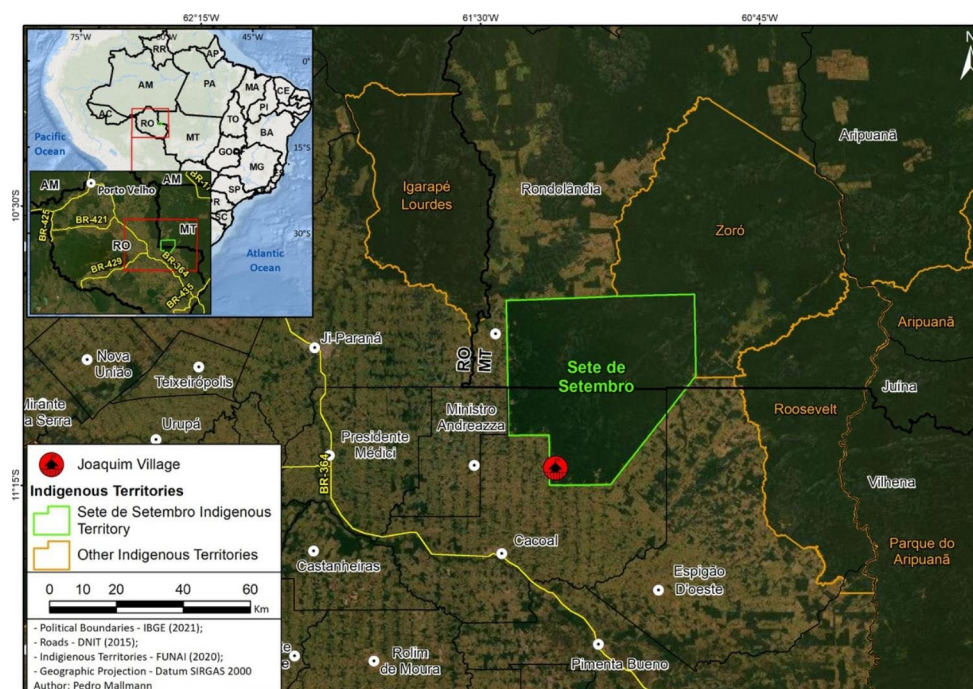 62°15'W
61°30'W
60°45'W
75°W
60°W
45°W
RR
AP
AM
PA
MA
CE
PI
AC
RO
TO
MT
BA
MG
SP
SC
0°
15°S
30°S
Pacific
Ocean
Atlantic
Ocean
AM
Porto Velho
AM
BR-425
BR-421
MT
RO
BR-429
BR-364
BR-435
10°30'S
11°15'S
Igarapé
Lourdes
Rondolândia
Aripuanã
Zoró
Aripuanã
Juína
RO
MT
Sete de
Setembro
Ji-Paraná
Nova
União
Teixeirópolis
Urupá
Ministro
Andreazza
Presidente
Médici
BR-364
Roosevelt
Vilhena
Parque do
Aripuanã
Cacoal
Castanheiras
Espigão
D'oeste
Rolim
de Moura
Pimenta Bueno
N
Joaquim Village
Indigenous Territories
Sete de Setembro Indigenous
Territory
Other Indigenous Territories
0 10 20 40 60
Km
- Political Boundaries - IBGE (2021);
- Roads - DNIT (2015);
- Indigienous Territories - FUNAI (2020);
- Geographic Projection - Datum SIRGAS 2000
Author: Pedro Mallmann